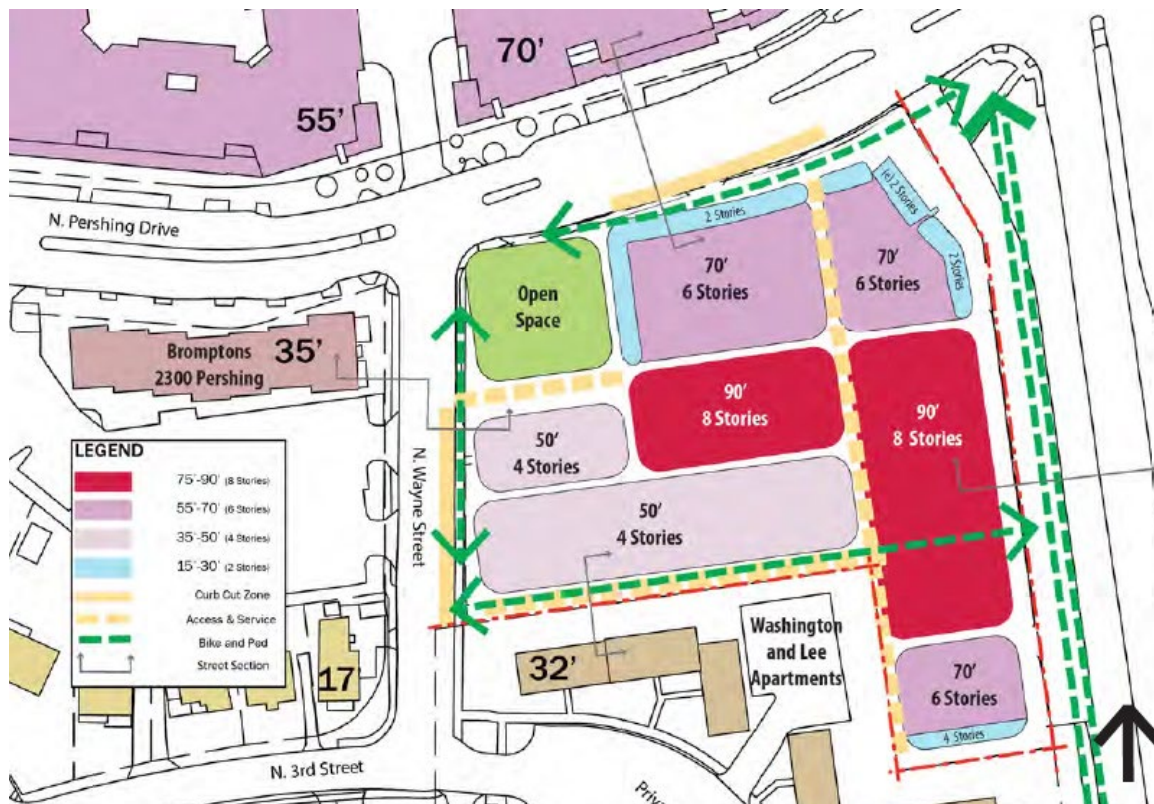 70'
55'
N. Pershing Drive
2 Stories
(e) 2 Stories
2 Stories
Open
Space
70'
6 Stories
70'
6 Stories
Bromptons
2300 Pershing
35'
90'
8 Stories
90'
8 Stories
50'
4 Stories
N. Wayne Street
50'
4 Stories
LEGEND
75'-90' (8 Stories)
55'-70' (6 Stories)
35'-50' (4 Stories)
15'-30' (2 Stories)
Curb Cut Zone
Access & Service
Bike and Ped
Street Section
17'
32'
Washington
and Lee
Apartments
70'
6 Stories
4 Stories
N. 3rd Street